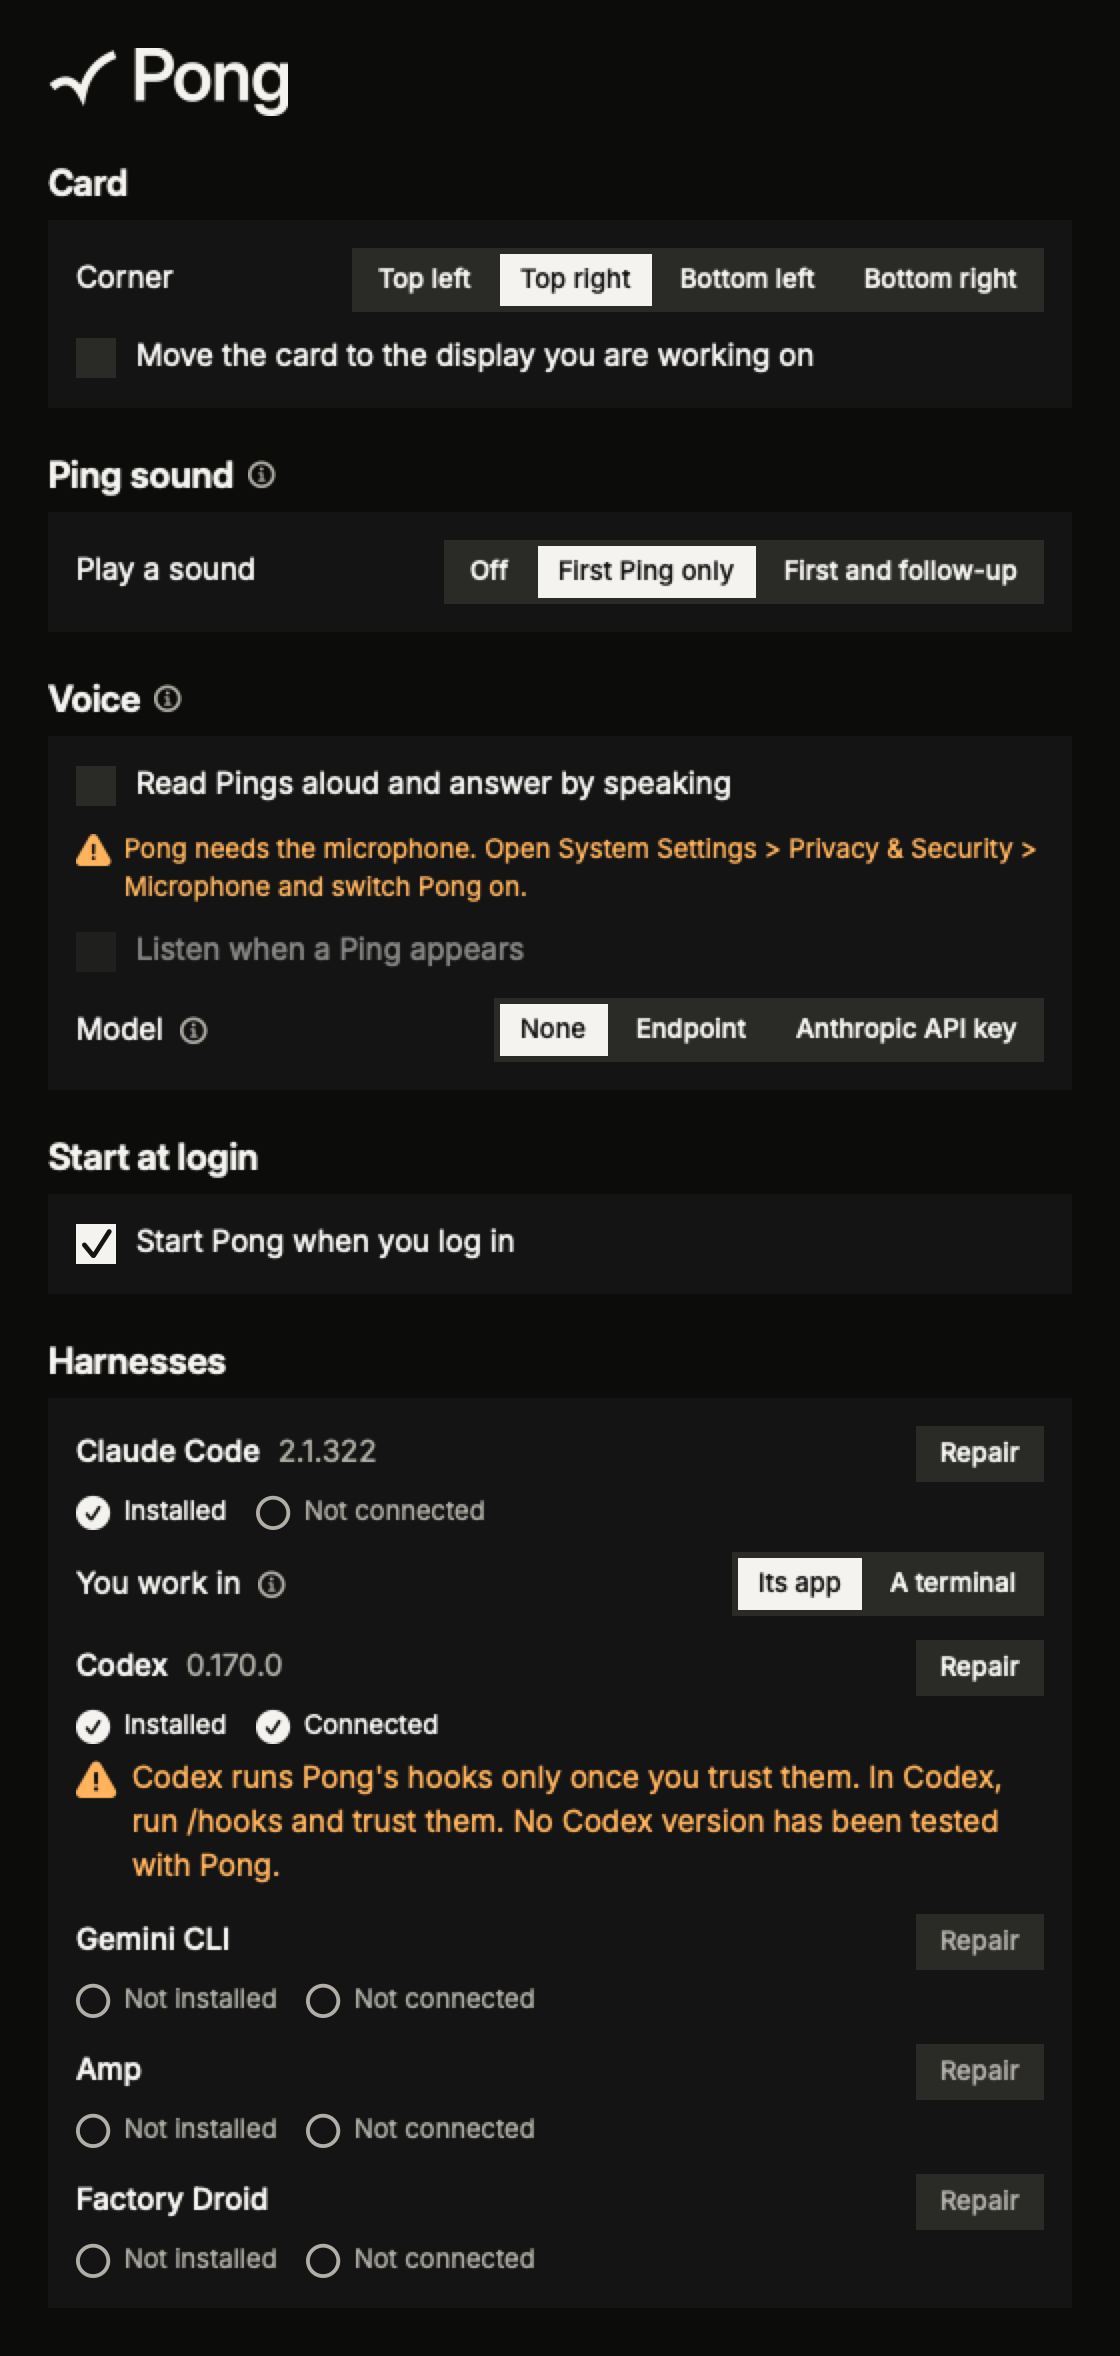 Pong
Card
Corner
Top left
Top right
Bottom left
Bottom right
Move the card to the display you are working on
Ping sound
Play a sound
Off
First Ping only
First and follow-up
Voice
Read Pings aloud and answer by speaking
Pong needs the microphone. Open System Settings > Privacy & Security >
Microphone and switch Pong on.
Listen when a Ping appears
Model
None
Endpoint
Anthropic API key
Start at login
Start Pong when you log in
Harnesses
Claude Code 2.1.322
Repair
Installed
Not connected
You work in
Its app
A terminal
Codex 0.170.0
Repair
Installed
Connected
Codex runs Pong's hooks only once you trust them. In Codex,
run /hooks and trust them. No Codex version has been tested
with Pong.
Gemini CLI
Repair
Not installed
Not connected
Amp
Repair
Not installed
Not connected
Factory Droid
Repair
Not installed
Not connected